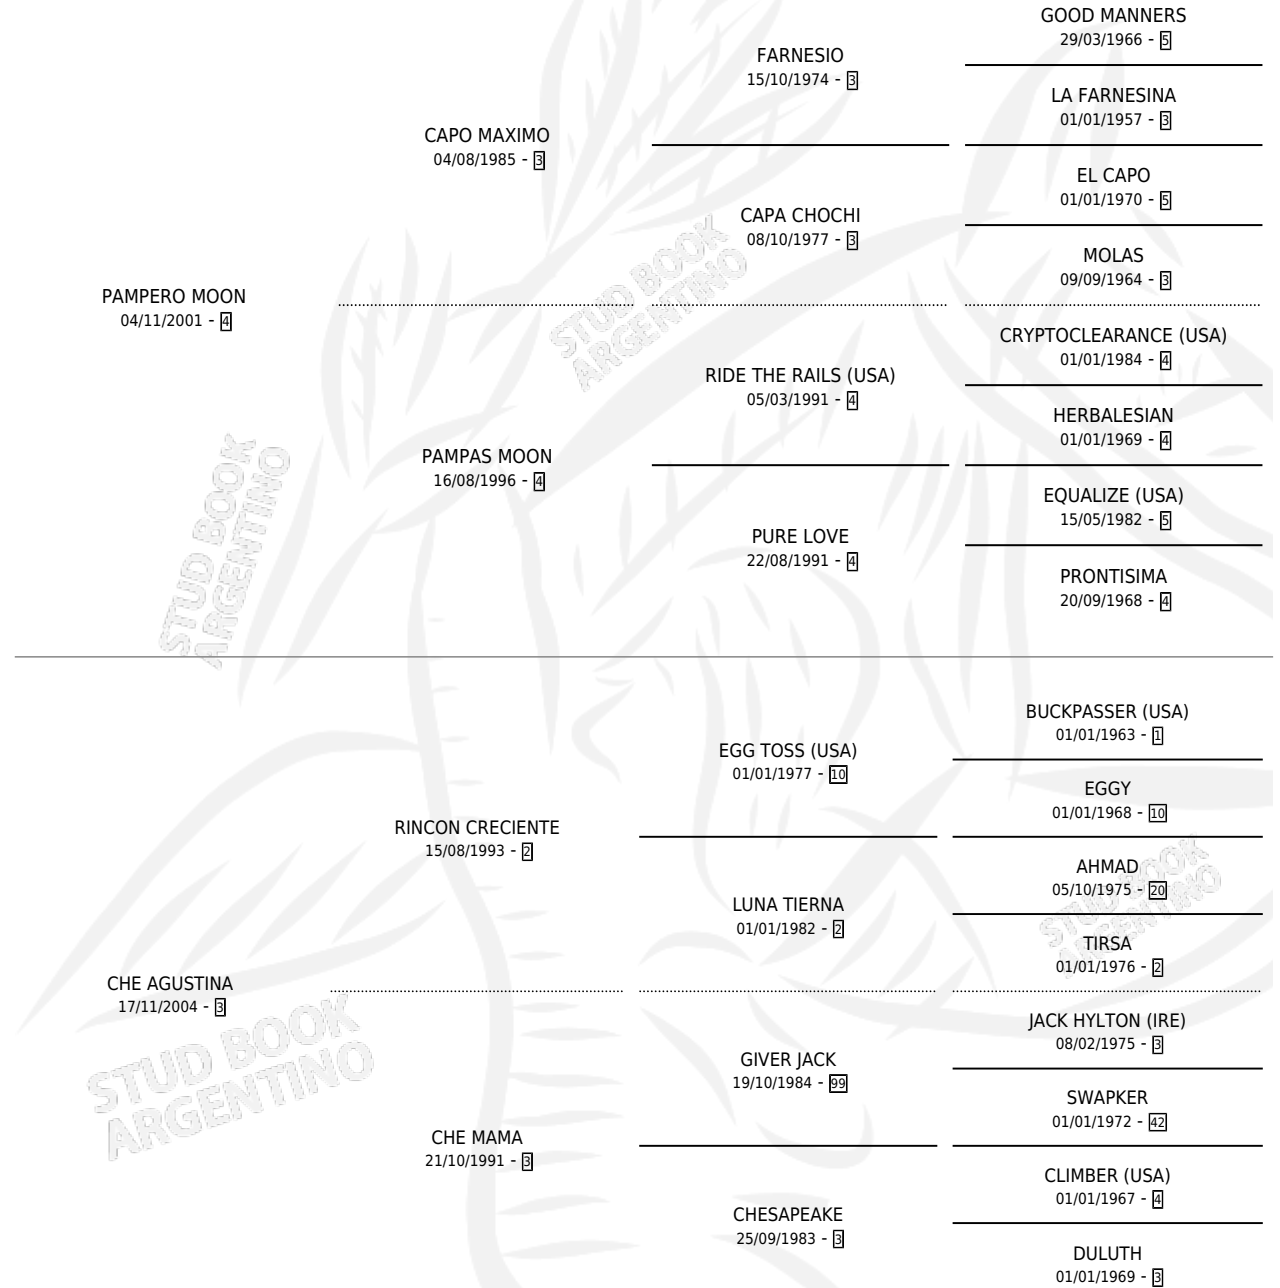 GOOD MANNERS
29/03/1966 - 5
FARNESIO
15/10/1974 - 3
LA FARNESINA
01/01/1957 - 3
CAPO MAXIMO
04/08/1985 - 3
EL CAPO
01/01/1970 - 5
CAPA CHOCHI
08/10/1977 - 3
MOLAS
09/09/1964 - 3
PAMPERO MOON
04/11/2001 - 4
CRYPTOCLEARANCE (USA)
01/01/1984 - 4
RIDE THE RAILS (USA)
05/03/1991 - 4
HERBALESIAN
01/01/1969 - 4
PAMPAS MOON
16/08/1996 - 4
EQUALIZE (USA)
15/05/1982 - 5
PURE LOVE
22/08/1991 - 4
PRONTISIMA
20/09/1968 - 4
STUD BOOK
ARGENTINO
STUD BOOK
ARGENTINO
BUCKPASSER (USA)
01/01/1963 - 1
EGG TOSS (USA)
01/01/1977 - 10
EGGY
01/01/1968 - 10
RINCON CRECIENTE
15/08/1993 - 2
AHMAD
05/10/1975 - 20
LUNA TIERNA
01/01/1982 - 2
TIRSA
01/01/1976 - 2
STUD BOOK
ARGENTINO
CHE AGUSTINA
17/11/2004 - 3
JACK HYLTON (IRE)
08/02/1975 - 3
GIVER JACK
19/10/1984 - 99
SWAPKER
01/01/1972 - 42
CHE MAMA
21/10/1991 - 3
CLIMBER (USA)
01/01/1967 - 4
CHESAPEAKE
25/09/1983 - 3
DULUTH
01/01/1969 - 3
STUD BOOK
ARGENTINO